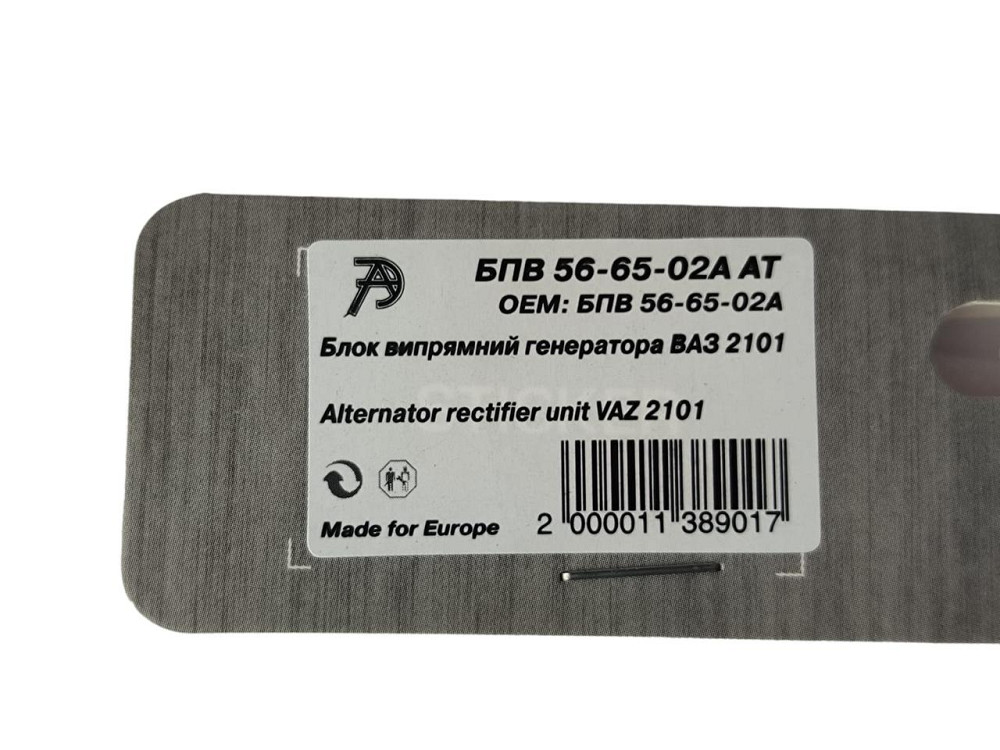 БПВ 56-65-02А АТ
ОЕМ: БПВ 56-65-02А
Блок випрямний генератора ВАЗ 2101
STICKER
Alternator rectifier unit VAZ 2101
Made for Europe
2 000011 389017